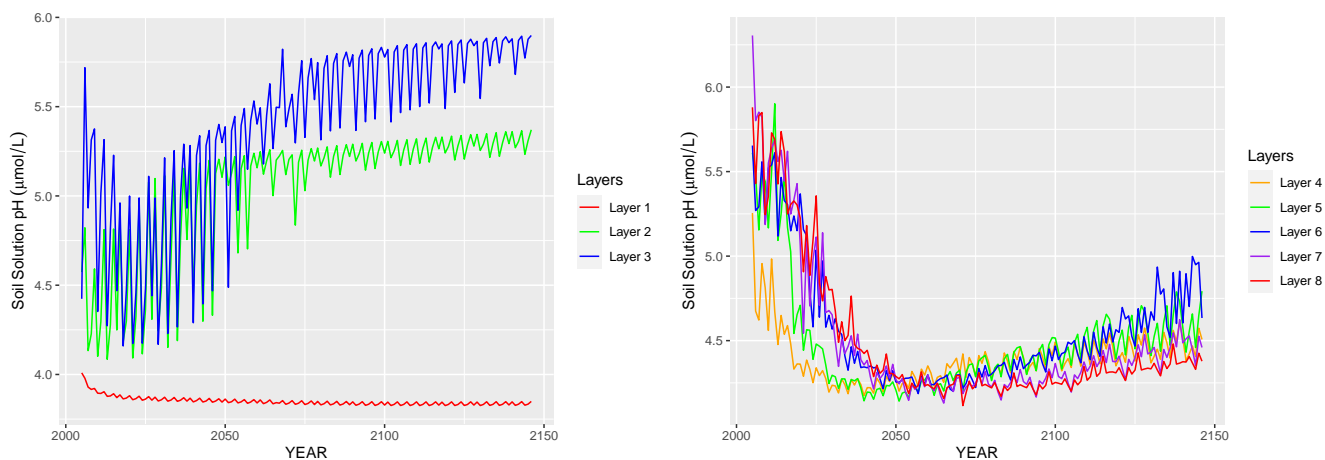 6.0
5.5
5.0
4.5
4.0
Soil Solution pH (μmol/L)
2000
2050
2100
2150
YEAR
Layers
Layer 1
Layer 2
Layer 3
6.0
5.5
5.0
4.5
Soil Solution pH (μmol/L)
2000
2050
2100
2150
YEAR
Layers
Layer 4
Layer 5
Layer 6
Layer 7
Layer 8